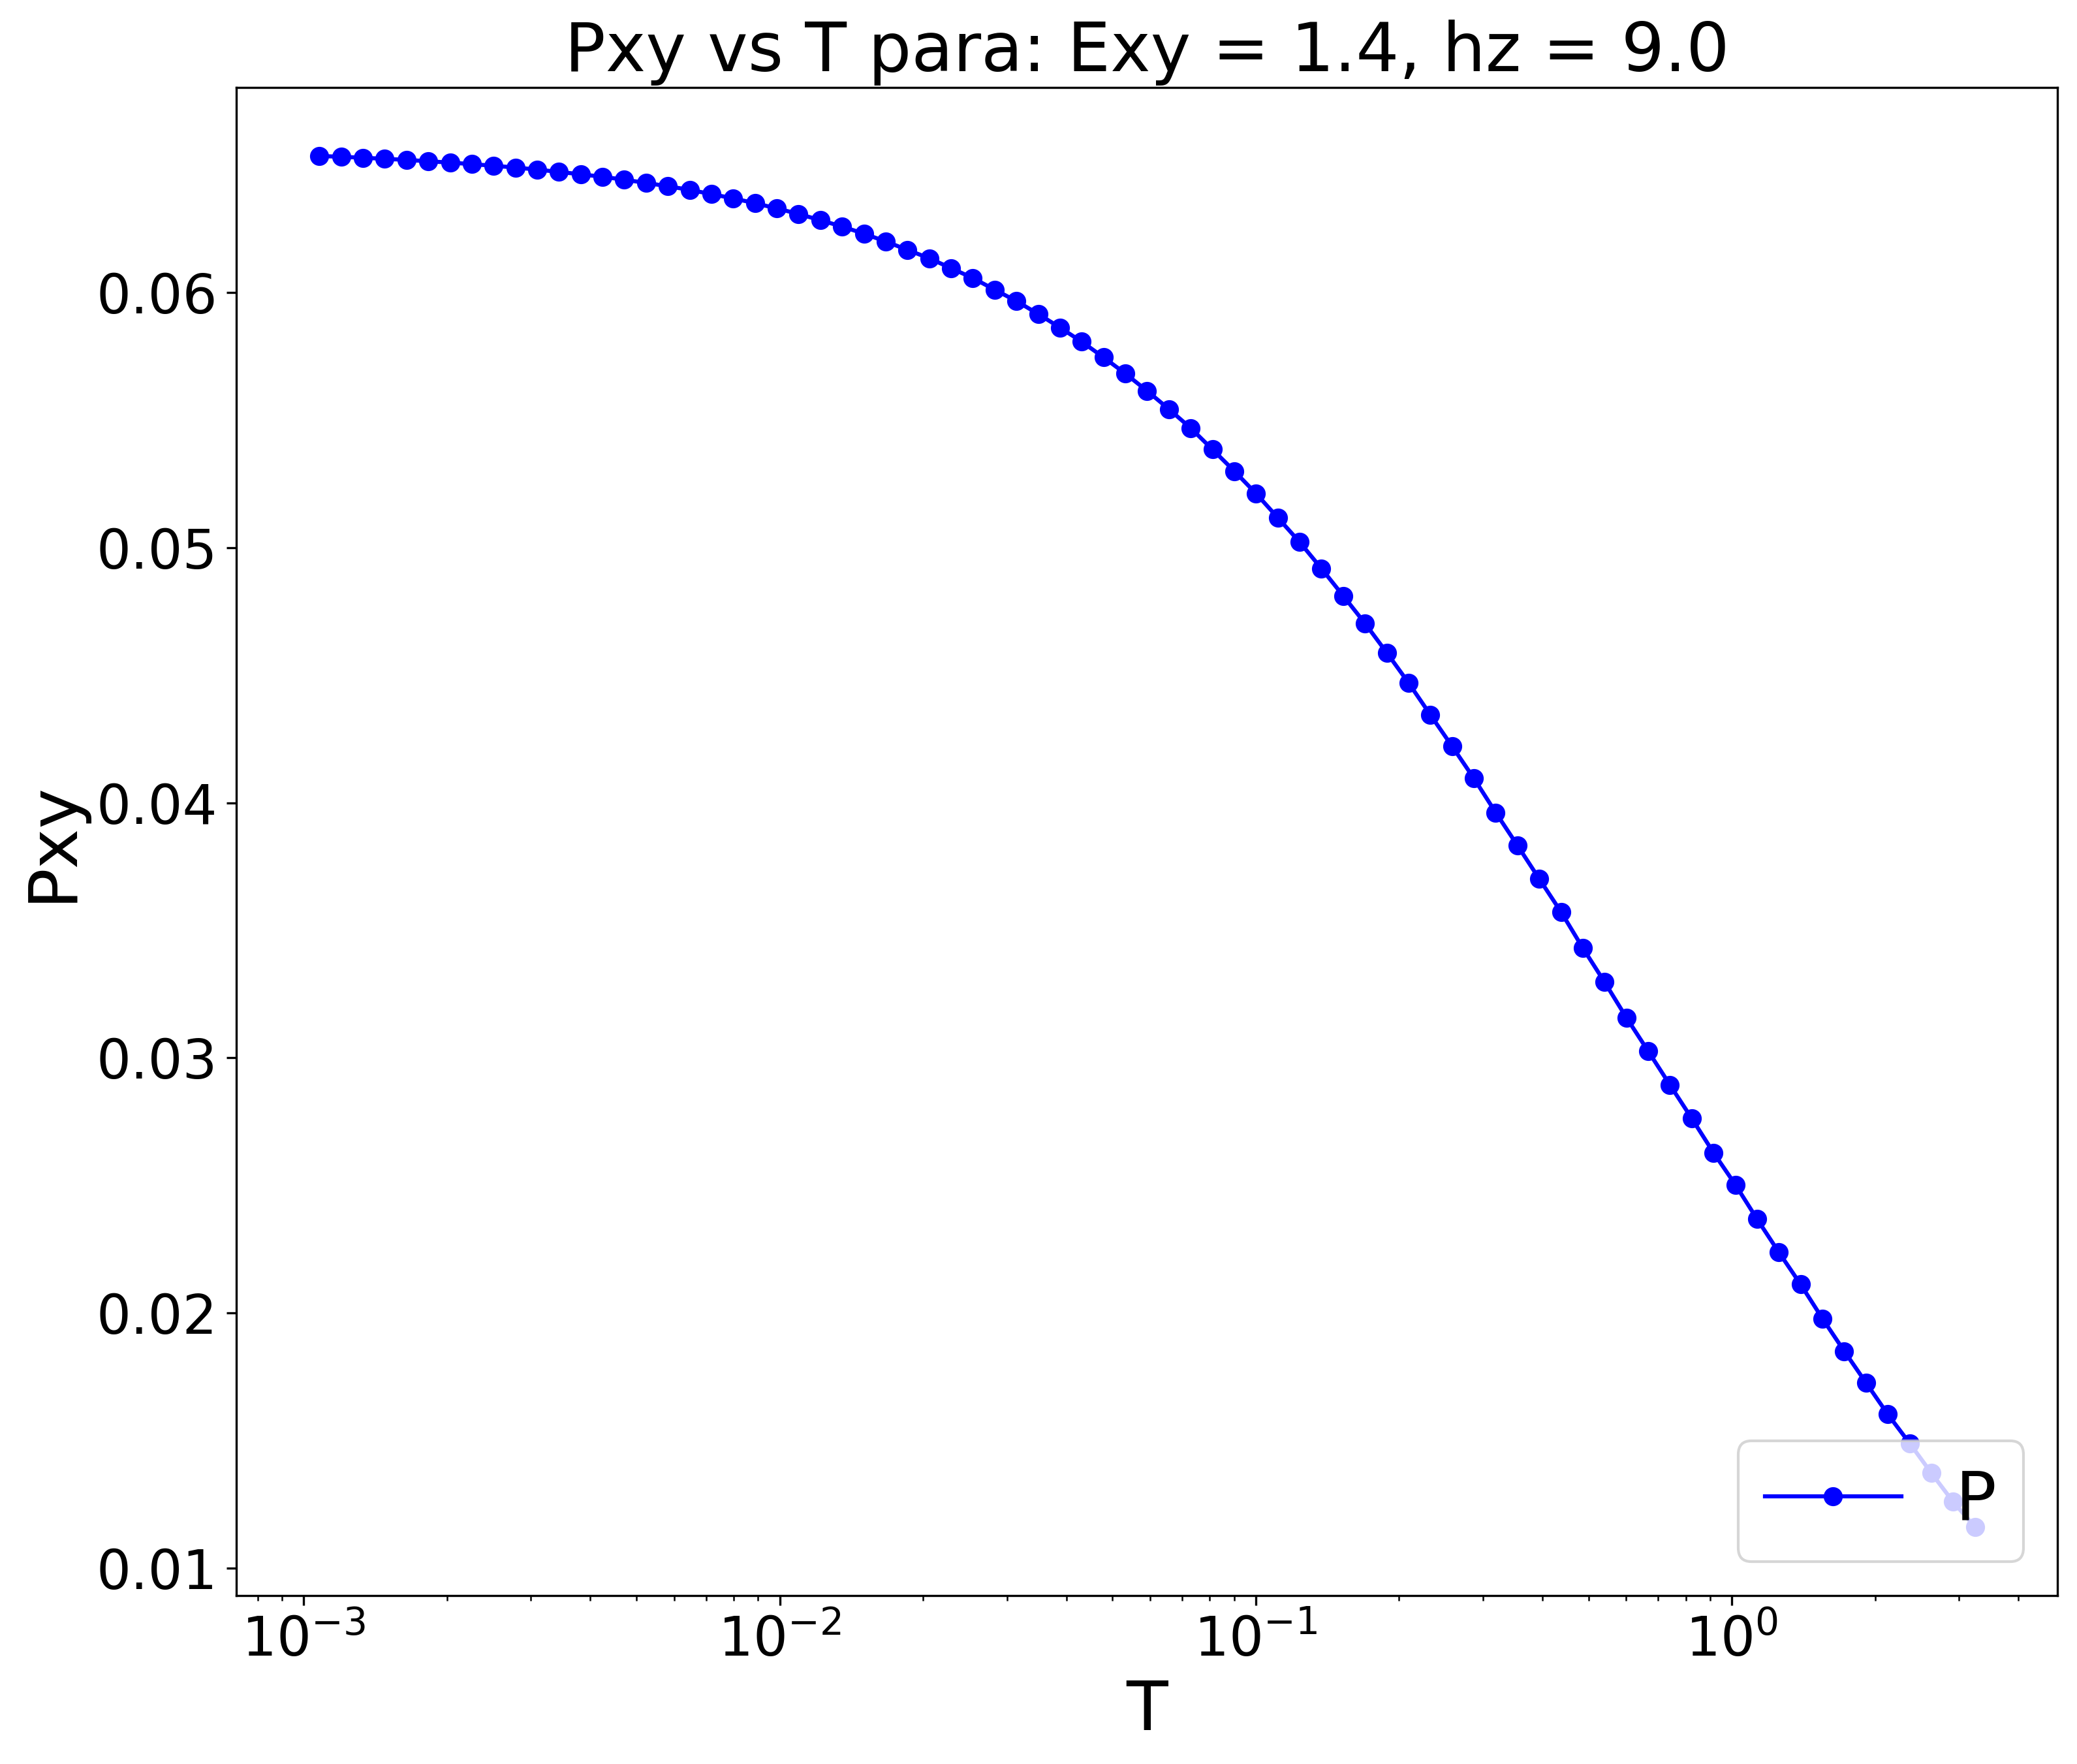 Pxy vs T para: Exy = 1.4, hz = 9.0
Pxy
0.06
0.05
0.04
0.03
0.02
0.01
10⁻³ 10⁻² 10⁻¹ 10⁰
T
P